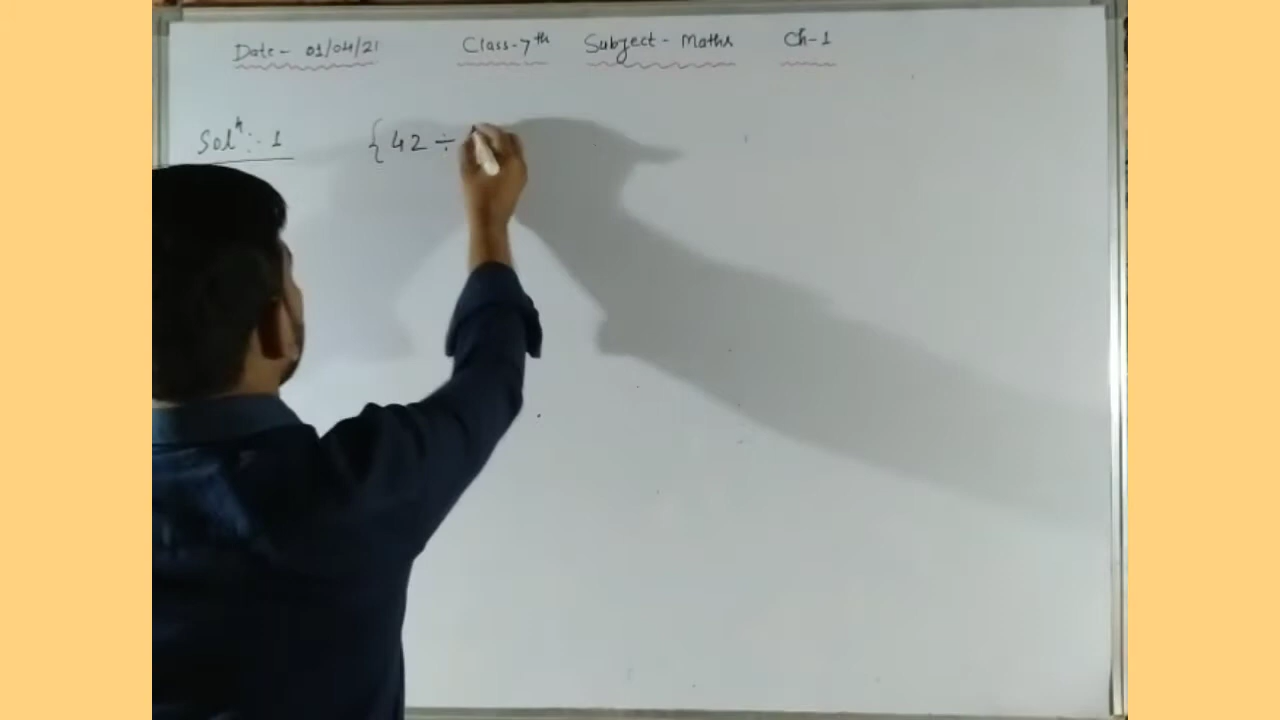 Date- 01/04/21 Class-7th Subject- Maths Ch-1
Solⁿ:- 1 {42 ÷